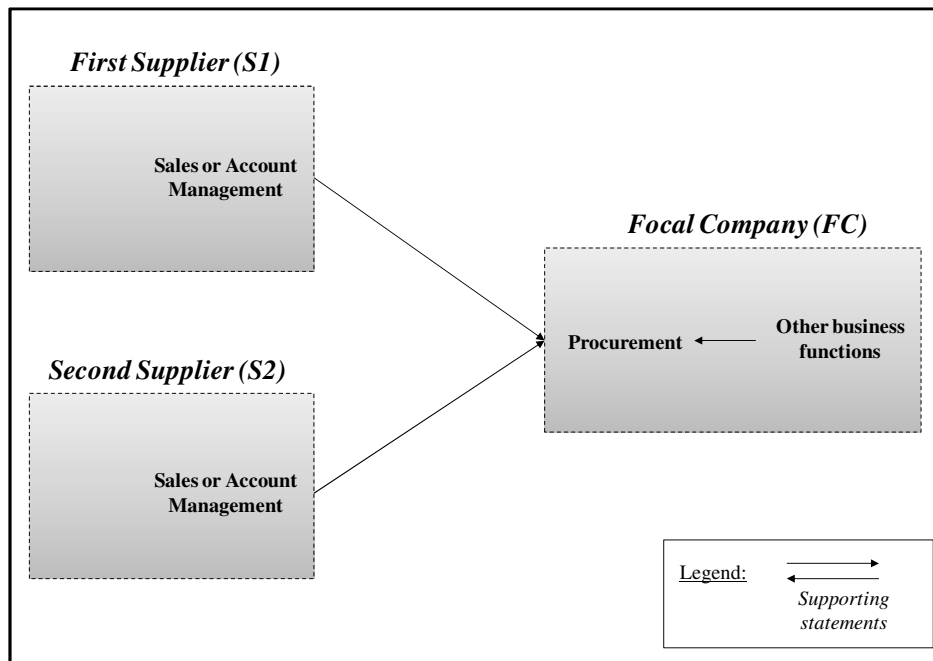 First Supplier (S1)
Sales or Account
Management
Focal Company (FC)
Procurement
Other business
functions
Second Supplier (S2)
Sales or Account
Management
Legend:
Supporting
statements